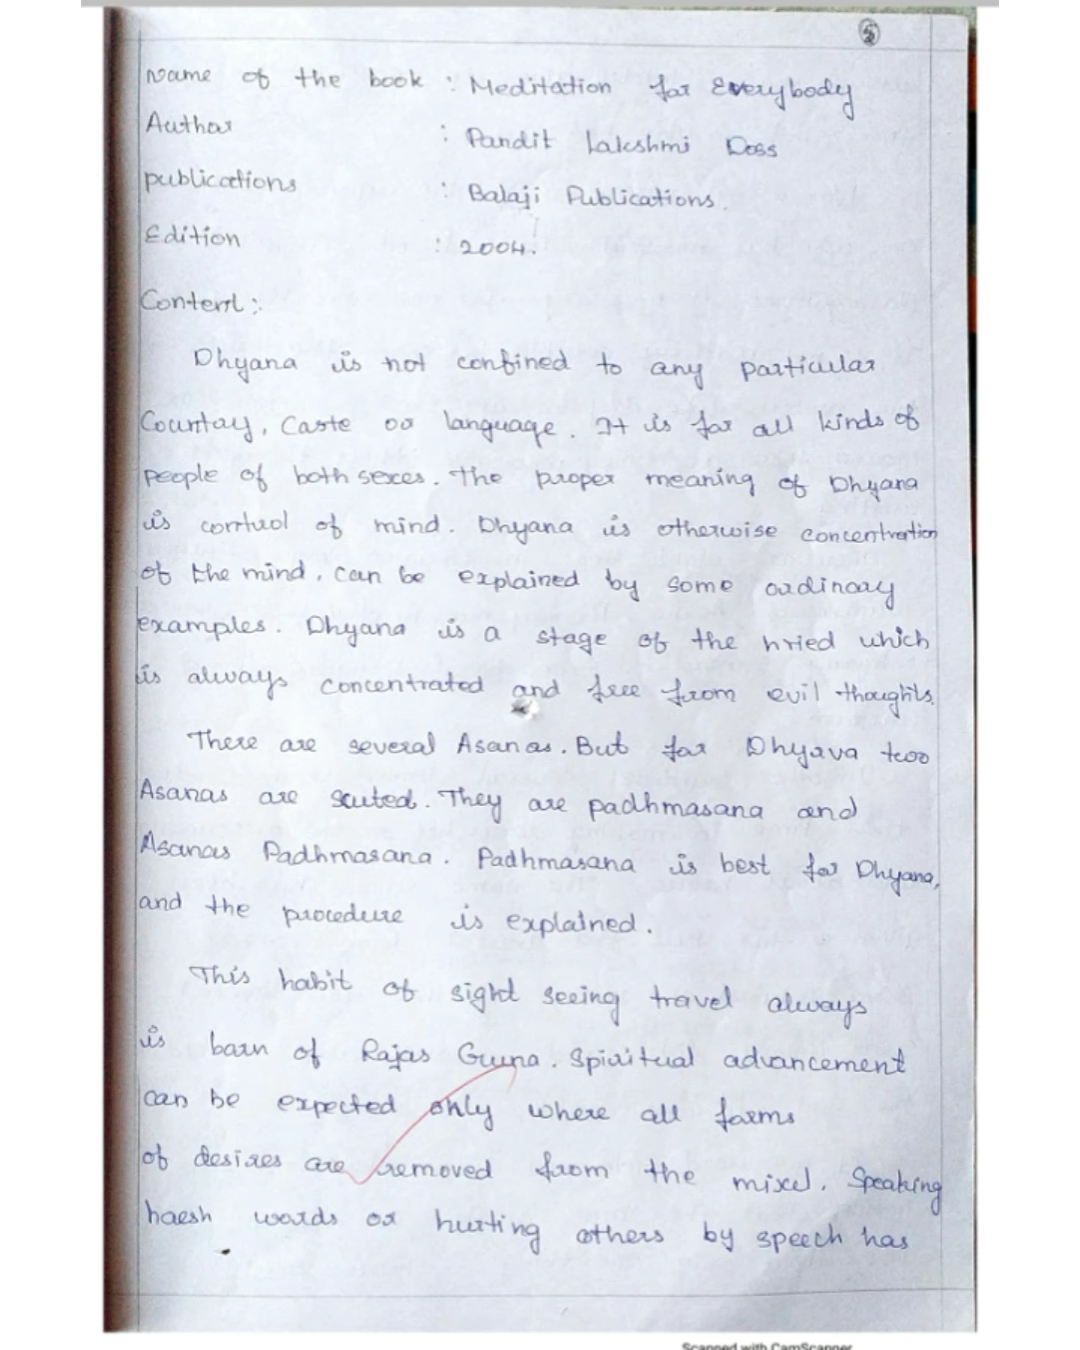 Name of the book : Meditation for Everybody
Author : Pandit Lakshmi Doss
publications : Balaji Publications.
Edition : 2004.
Content :
Dhyana is not confined to any particular
Country, Caste or language. It is for all kinds of
people of both sexes. The proper meaning of Dhyana
is control of mind. Dhyana is otherwise concentration
of the mind, can be explained by some ordinary
examples. Dhyana is a stage of the hried which
is always concentrated and free from evil thoughts.
There are several Asanas. But for Dhyava two
Asanas are scuted. They are padhmasana and
Asanas Padhmasana. Padhmasana is best for Dhyana,
and the procedure is explained.
This habit of sight seeing travel always
is barn of Rajas Guna. Spiritual advancement
can be expected only where all forms
of desires are removed from the mixd. Speaking
haesh words or hurting others by speech has
Scanned with CamScanner